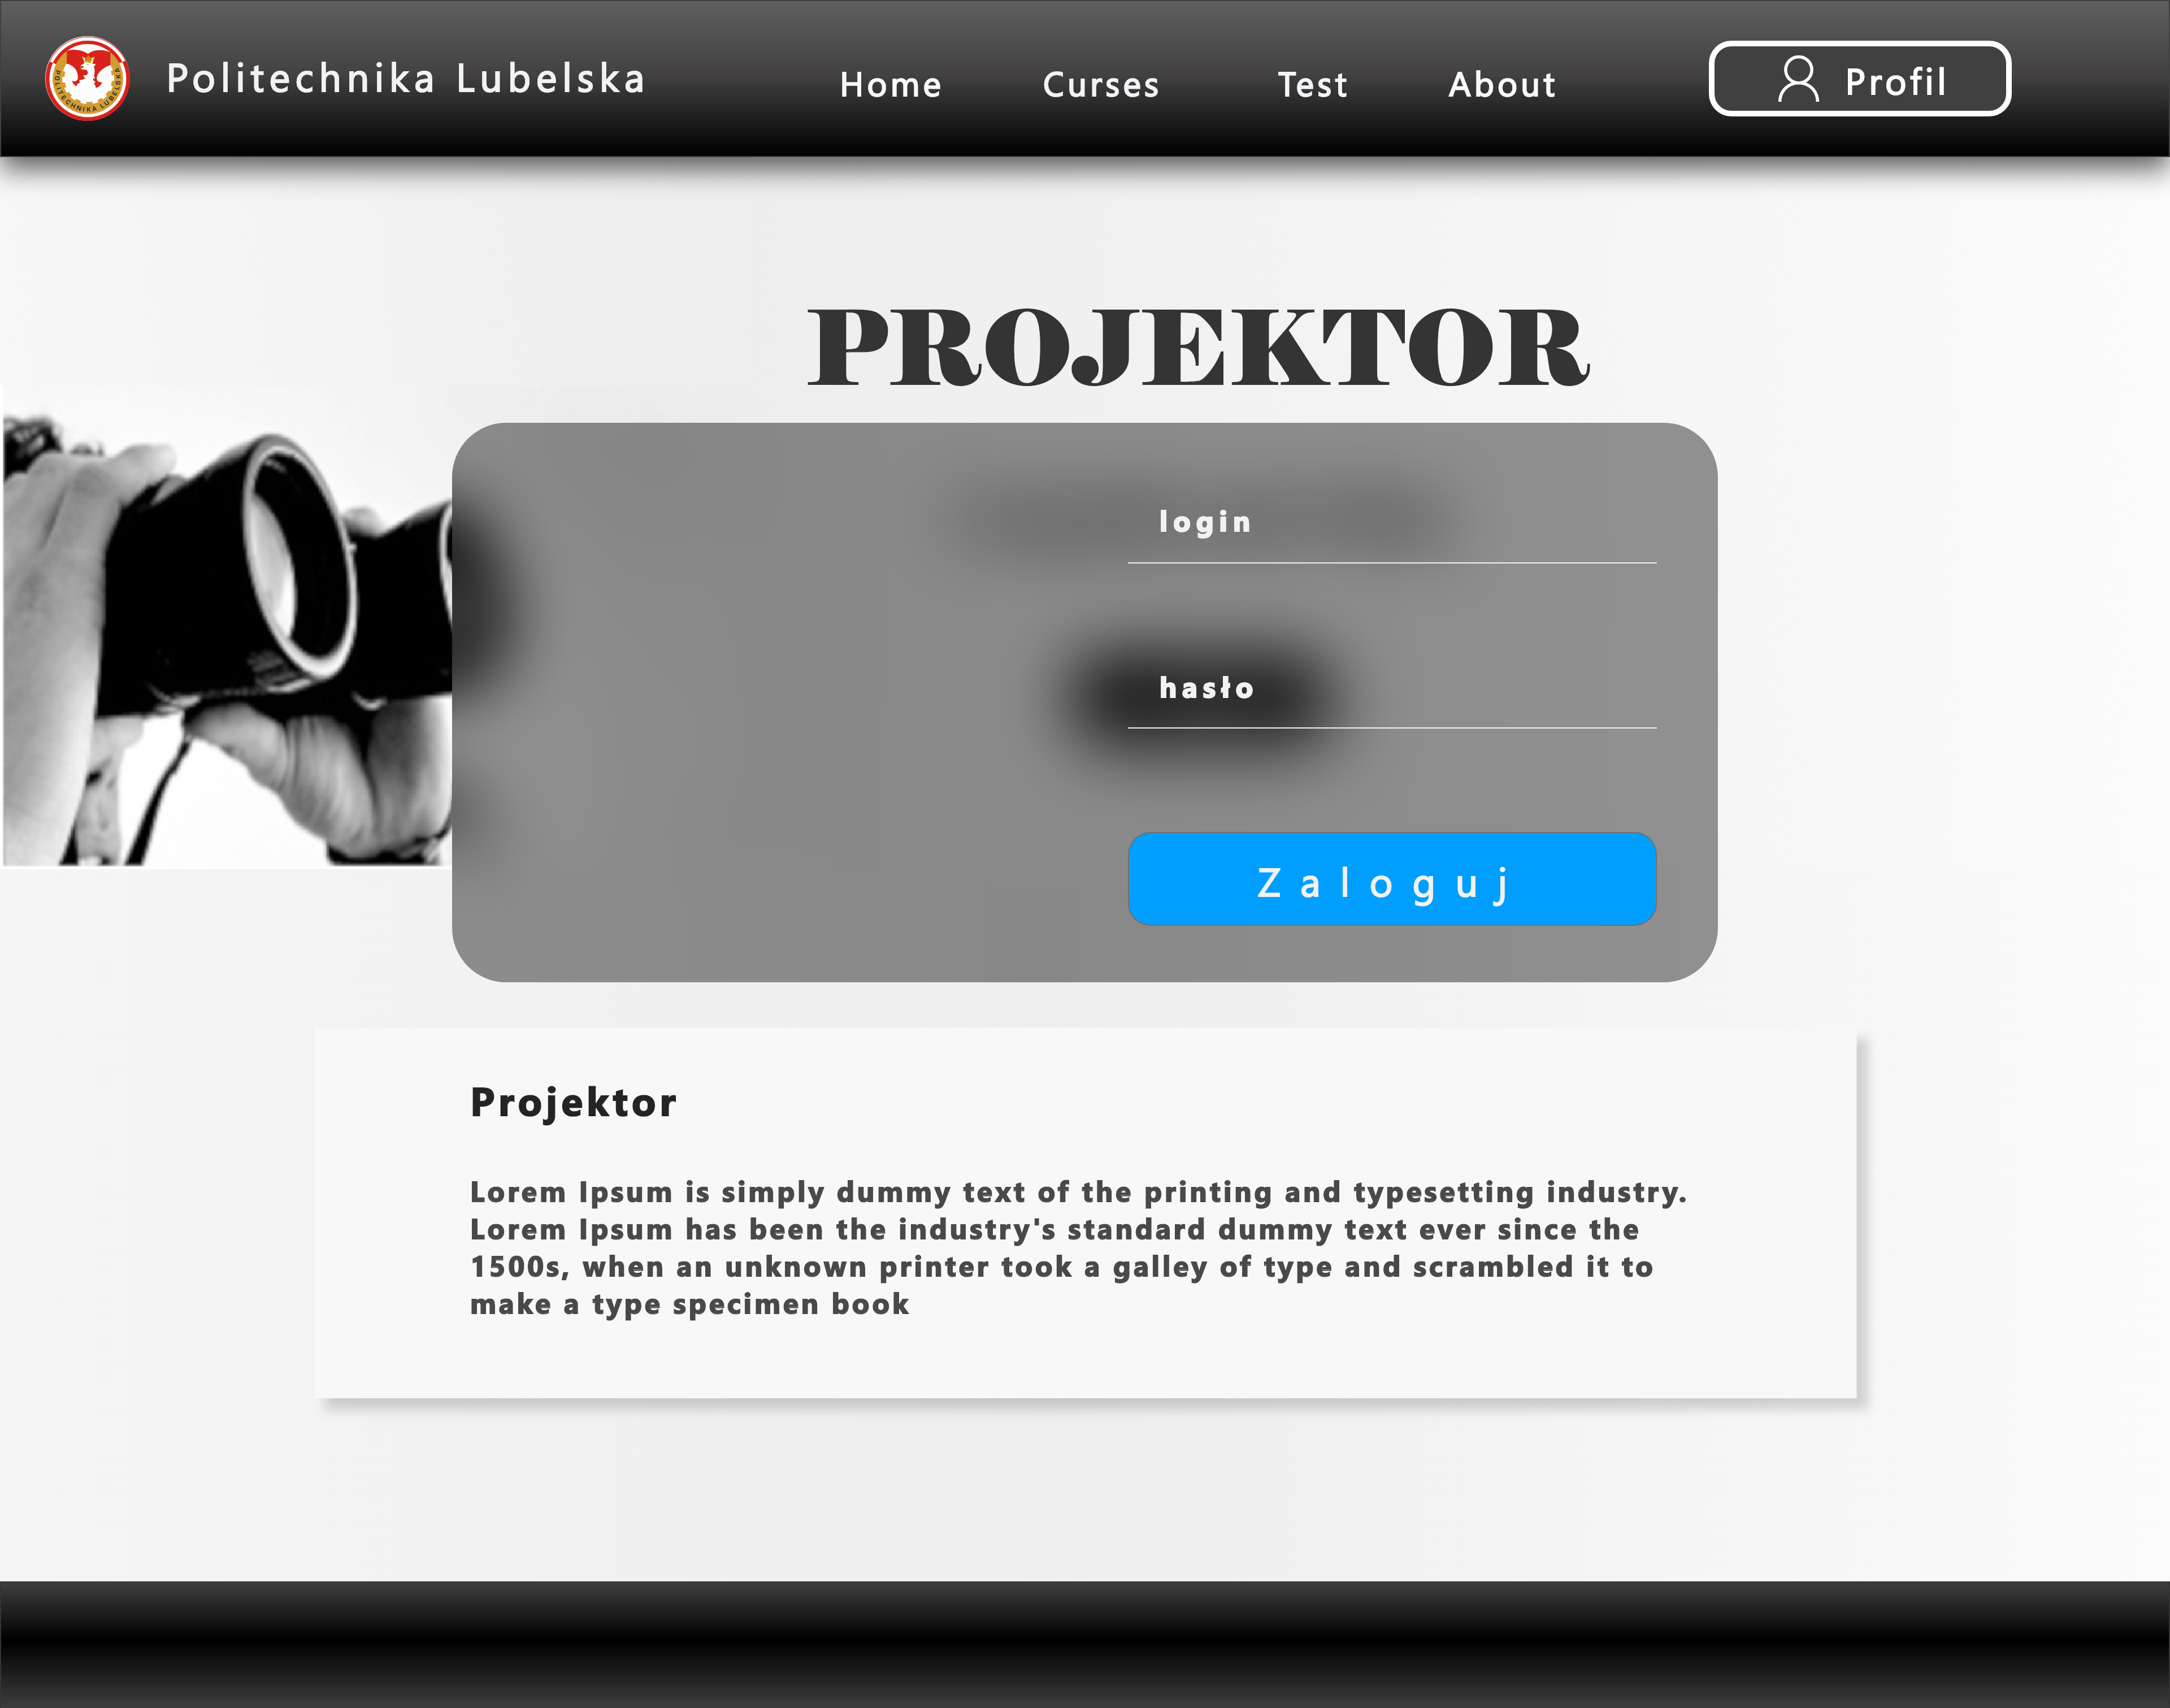 POLITECHNIKA LUBELSKA
Politechnika Lubelska
Home
Curses
Test
About
Profil
PROJEKTOR
login
hasło
Zaloguj
Projektor
Lorem Ipsum is simply dummy text of the printing and typesetting industry.
Lorem Ipsum has been the industry's standard dummy text ever since the
1500s, when an unknown printer took a galley of type and scrambled it to
make a type specimen book